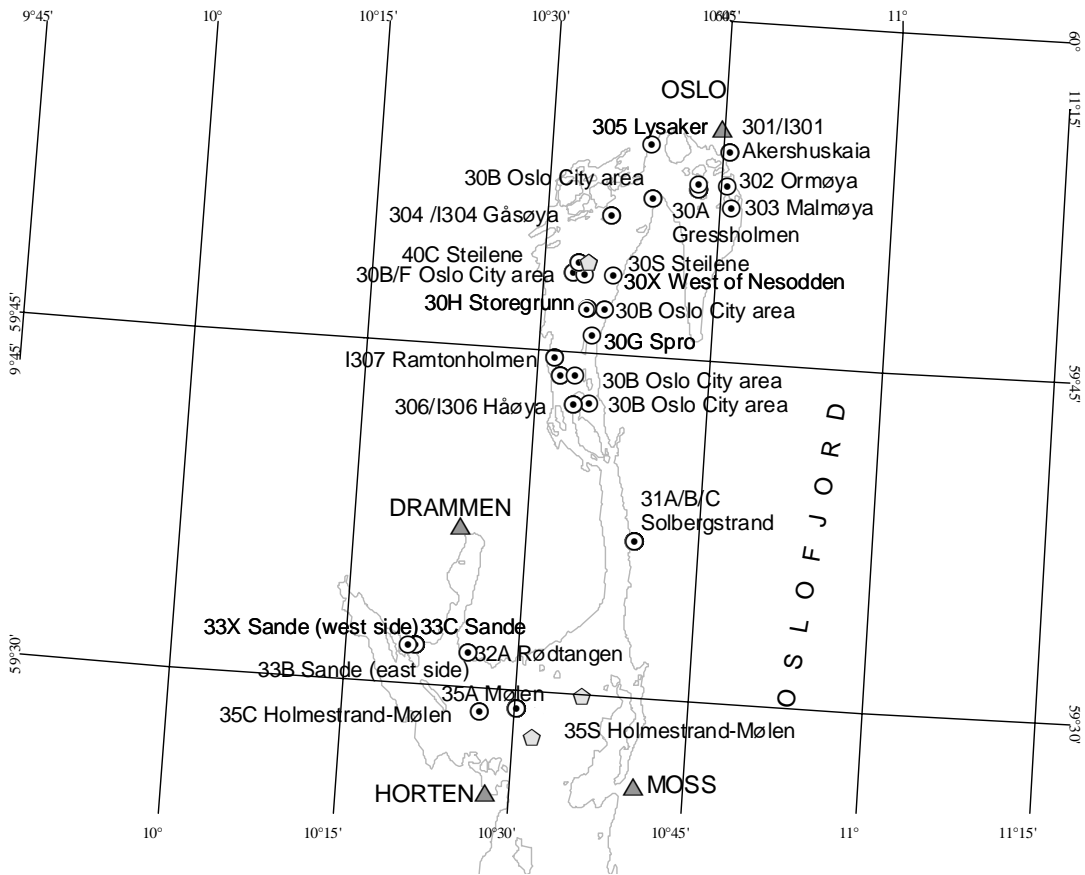 9°45'
10°
10°15'
10°30'
10°45'
60°
11°
60°
11°15'
OSLO
305 Lysaker
301/I301
Akershuskaia
30B Oslo City area
302 Ormøya
304 /I304 Gåsøya
30A
Gressholmen
303 Malmøya
40C Steilene
30S Steilene
30B/F Oslo City area
30X West of Nesodden
30H Storegrunn
30B Oslo City area
59°45'
9°45'
30G Spro
I307 Ramtonholmen
30B Oslo City area
59°45'
306/I306 Håøya
30B Oslo City area
OSLOFJORD
31A/B/C
Solbergstrand
DRAMMEN
33X Sande (west side)
33C Sande
59°30'
32A Rødtangen
33B Sande (east side)
35A Mølen
35C Holmestrand-Mølen
35S Holmestrand-Mølen
59°30'
HORTEN
MOSS
10°
10°15'
10°30'
10°45'
11°
11°15'